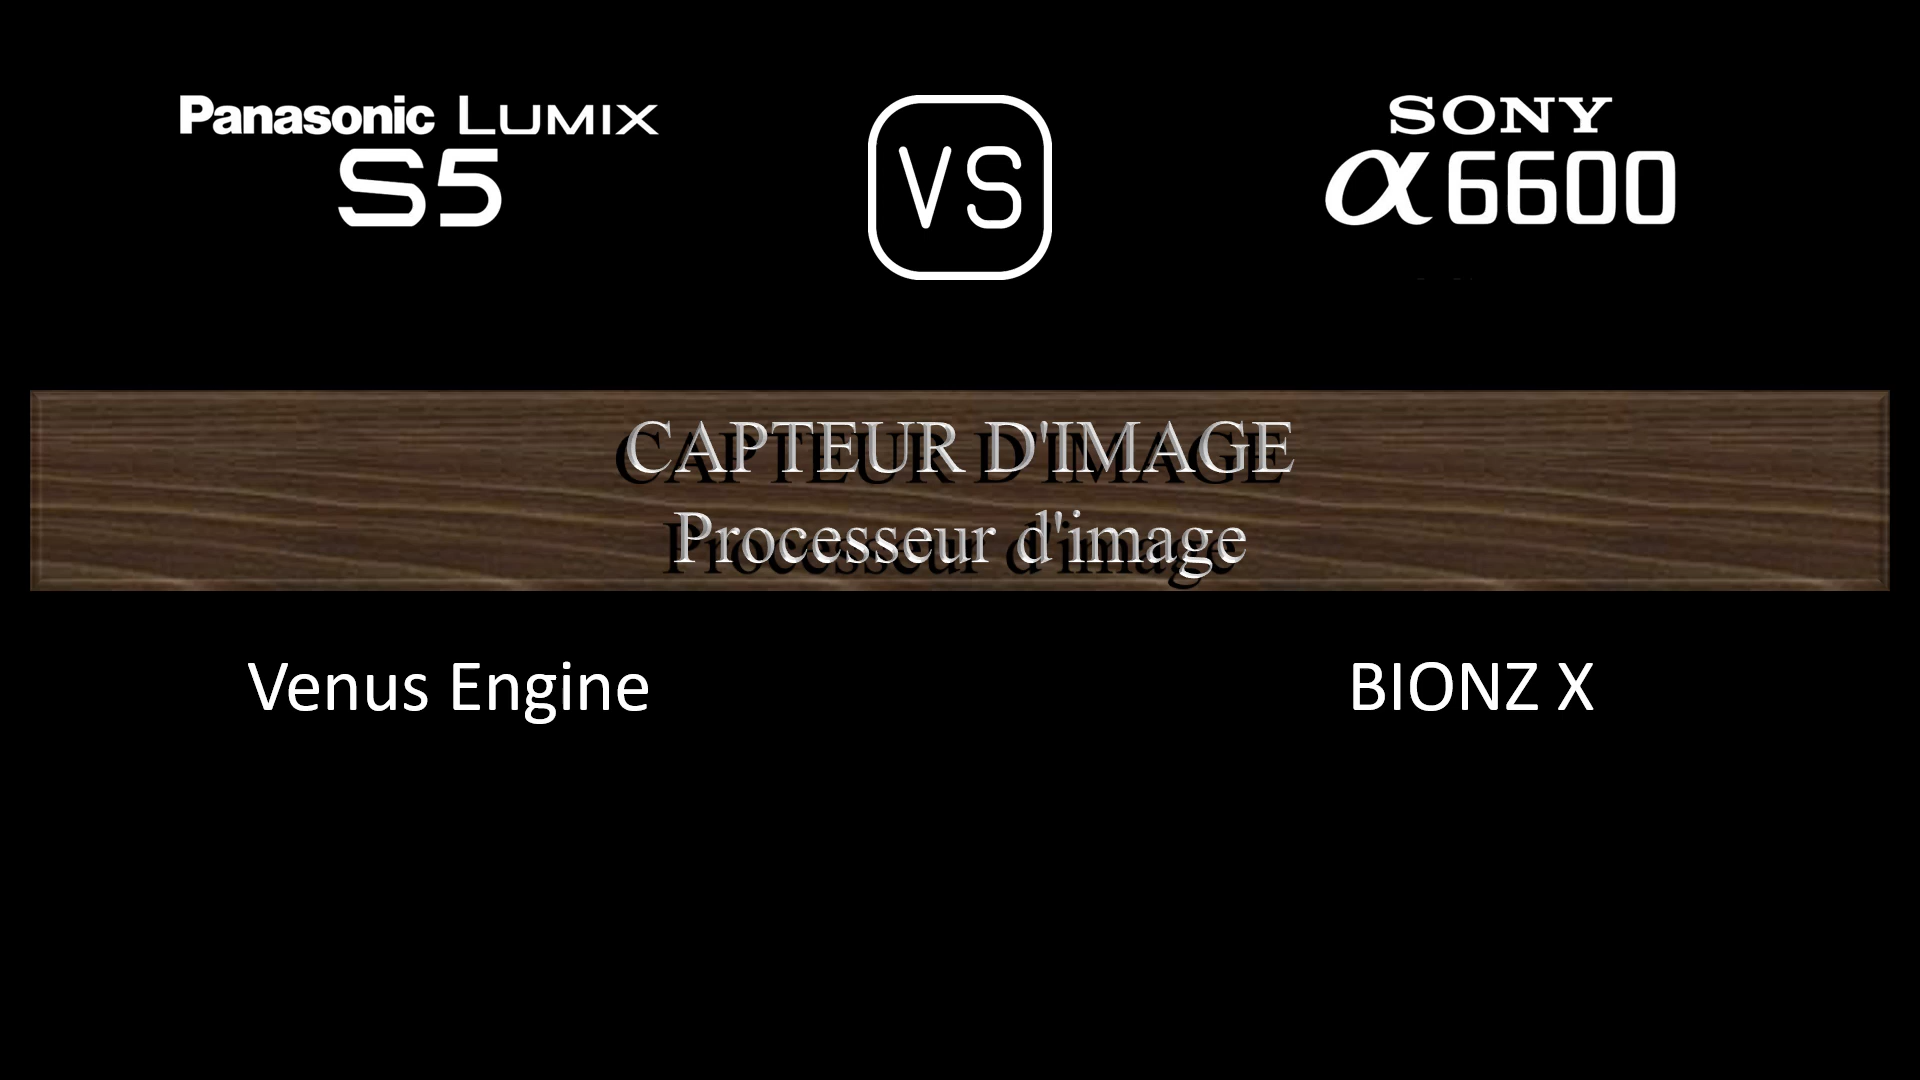 Panasonic LUMIX
S5
VS
SONY
α6600
CAPTEUR D'IMAGE
Processeur d'image
Venus Engine
BIONZ X